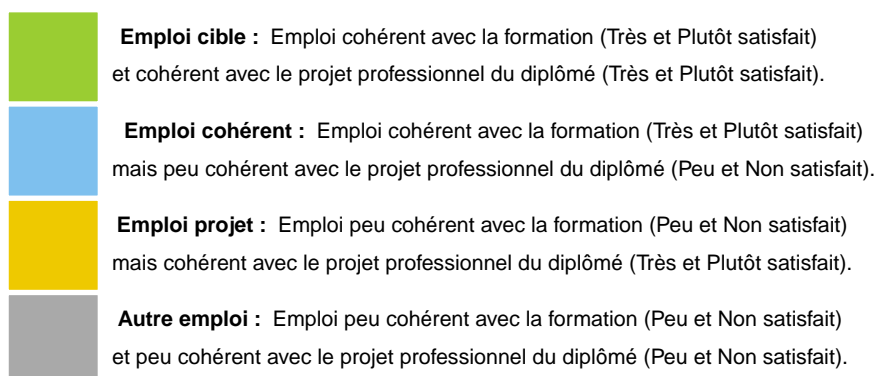 Emploi cible : Emploi cohérent avec la formation (Très et Plutôt satisfait)
et cohérent avec le projet professionnel du diplômé (Très et Plutôt satisfait).
Emploi cohérent : Emploi cohérent avec la formation (Très et Plutôt satisfait)
mais peu cohérent avec le projet professionnel du diplômé (Peu et Non satisfait).
Emploi projet : Emploi peu cohérent avec la formation (Peu et Non satisfait)
mais cohérent avec le projet professionnel du diplômé (Très et Plutôt satisfait).
Autre emploi : Emploi peu cohérent avec la formation (Peu et Non satisfait)
et peu cohérent avec le projet professionnel du diplômé (Peu et Non satisfait).